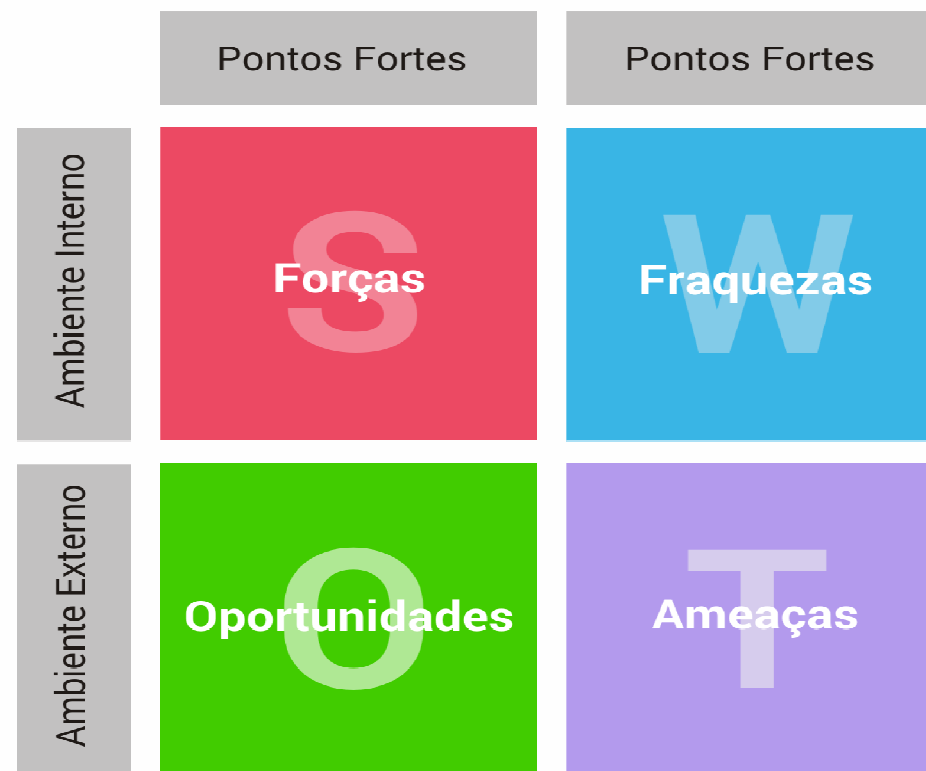 Pontos Fortes
Pontos Fortes
Ambiente Interno
S
Forças
W
Fraquezas
Ambiente Externo
O
Oportunidades
T
Ameaças